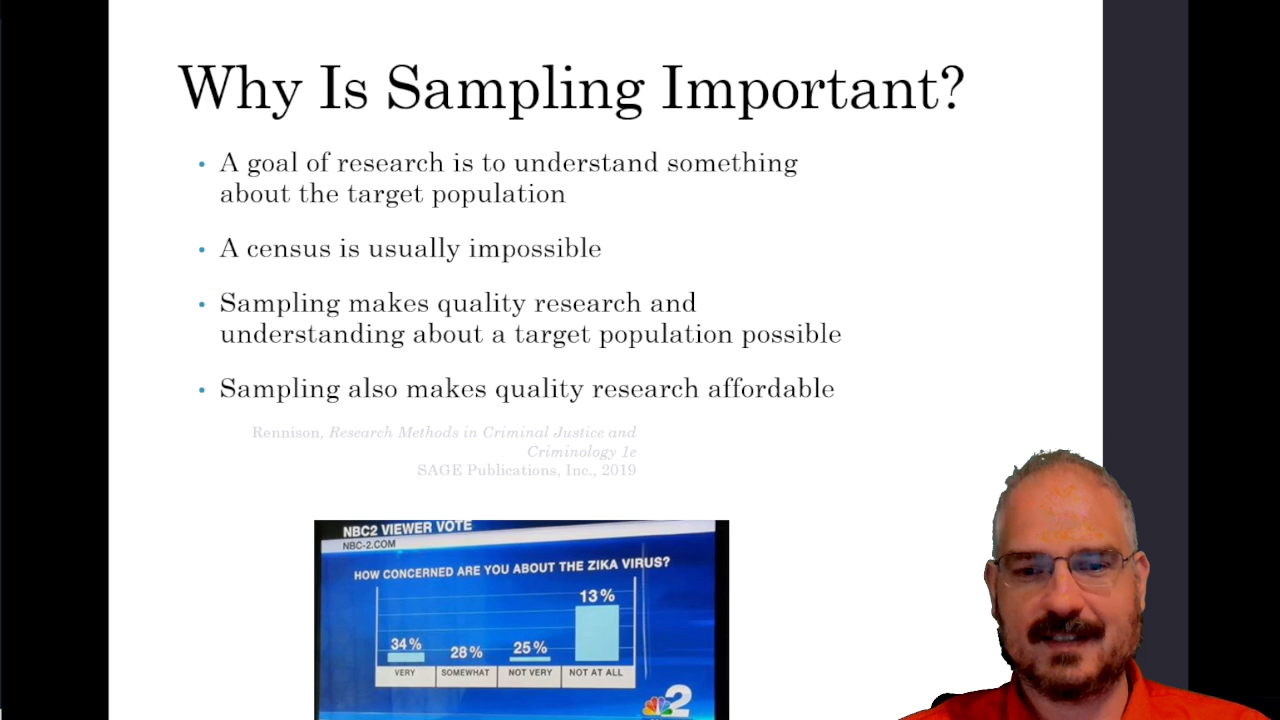 Why Is Sampling Important?
• A goal of research is to understand something
about the target population
• A census is usually impossible
• Sampling makes quality research and
understanding about a target population possible
• Sampling also makes quality research affordable
Rennison, Research Methods in Criminal Justice and
Criminology 1e
SAGE Publications, Inc., 2019
NBC2 VIEWER VOTE
NBC-2.COM
HOW CONCERNED ARE YOU ABOUT THE ZIKA VIRUS?
34% 28% 25% 13%
VERY SOMEWHAT NOT VERY NOT AT ALL
2